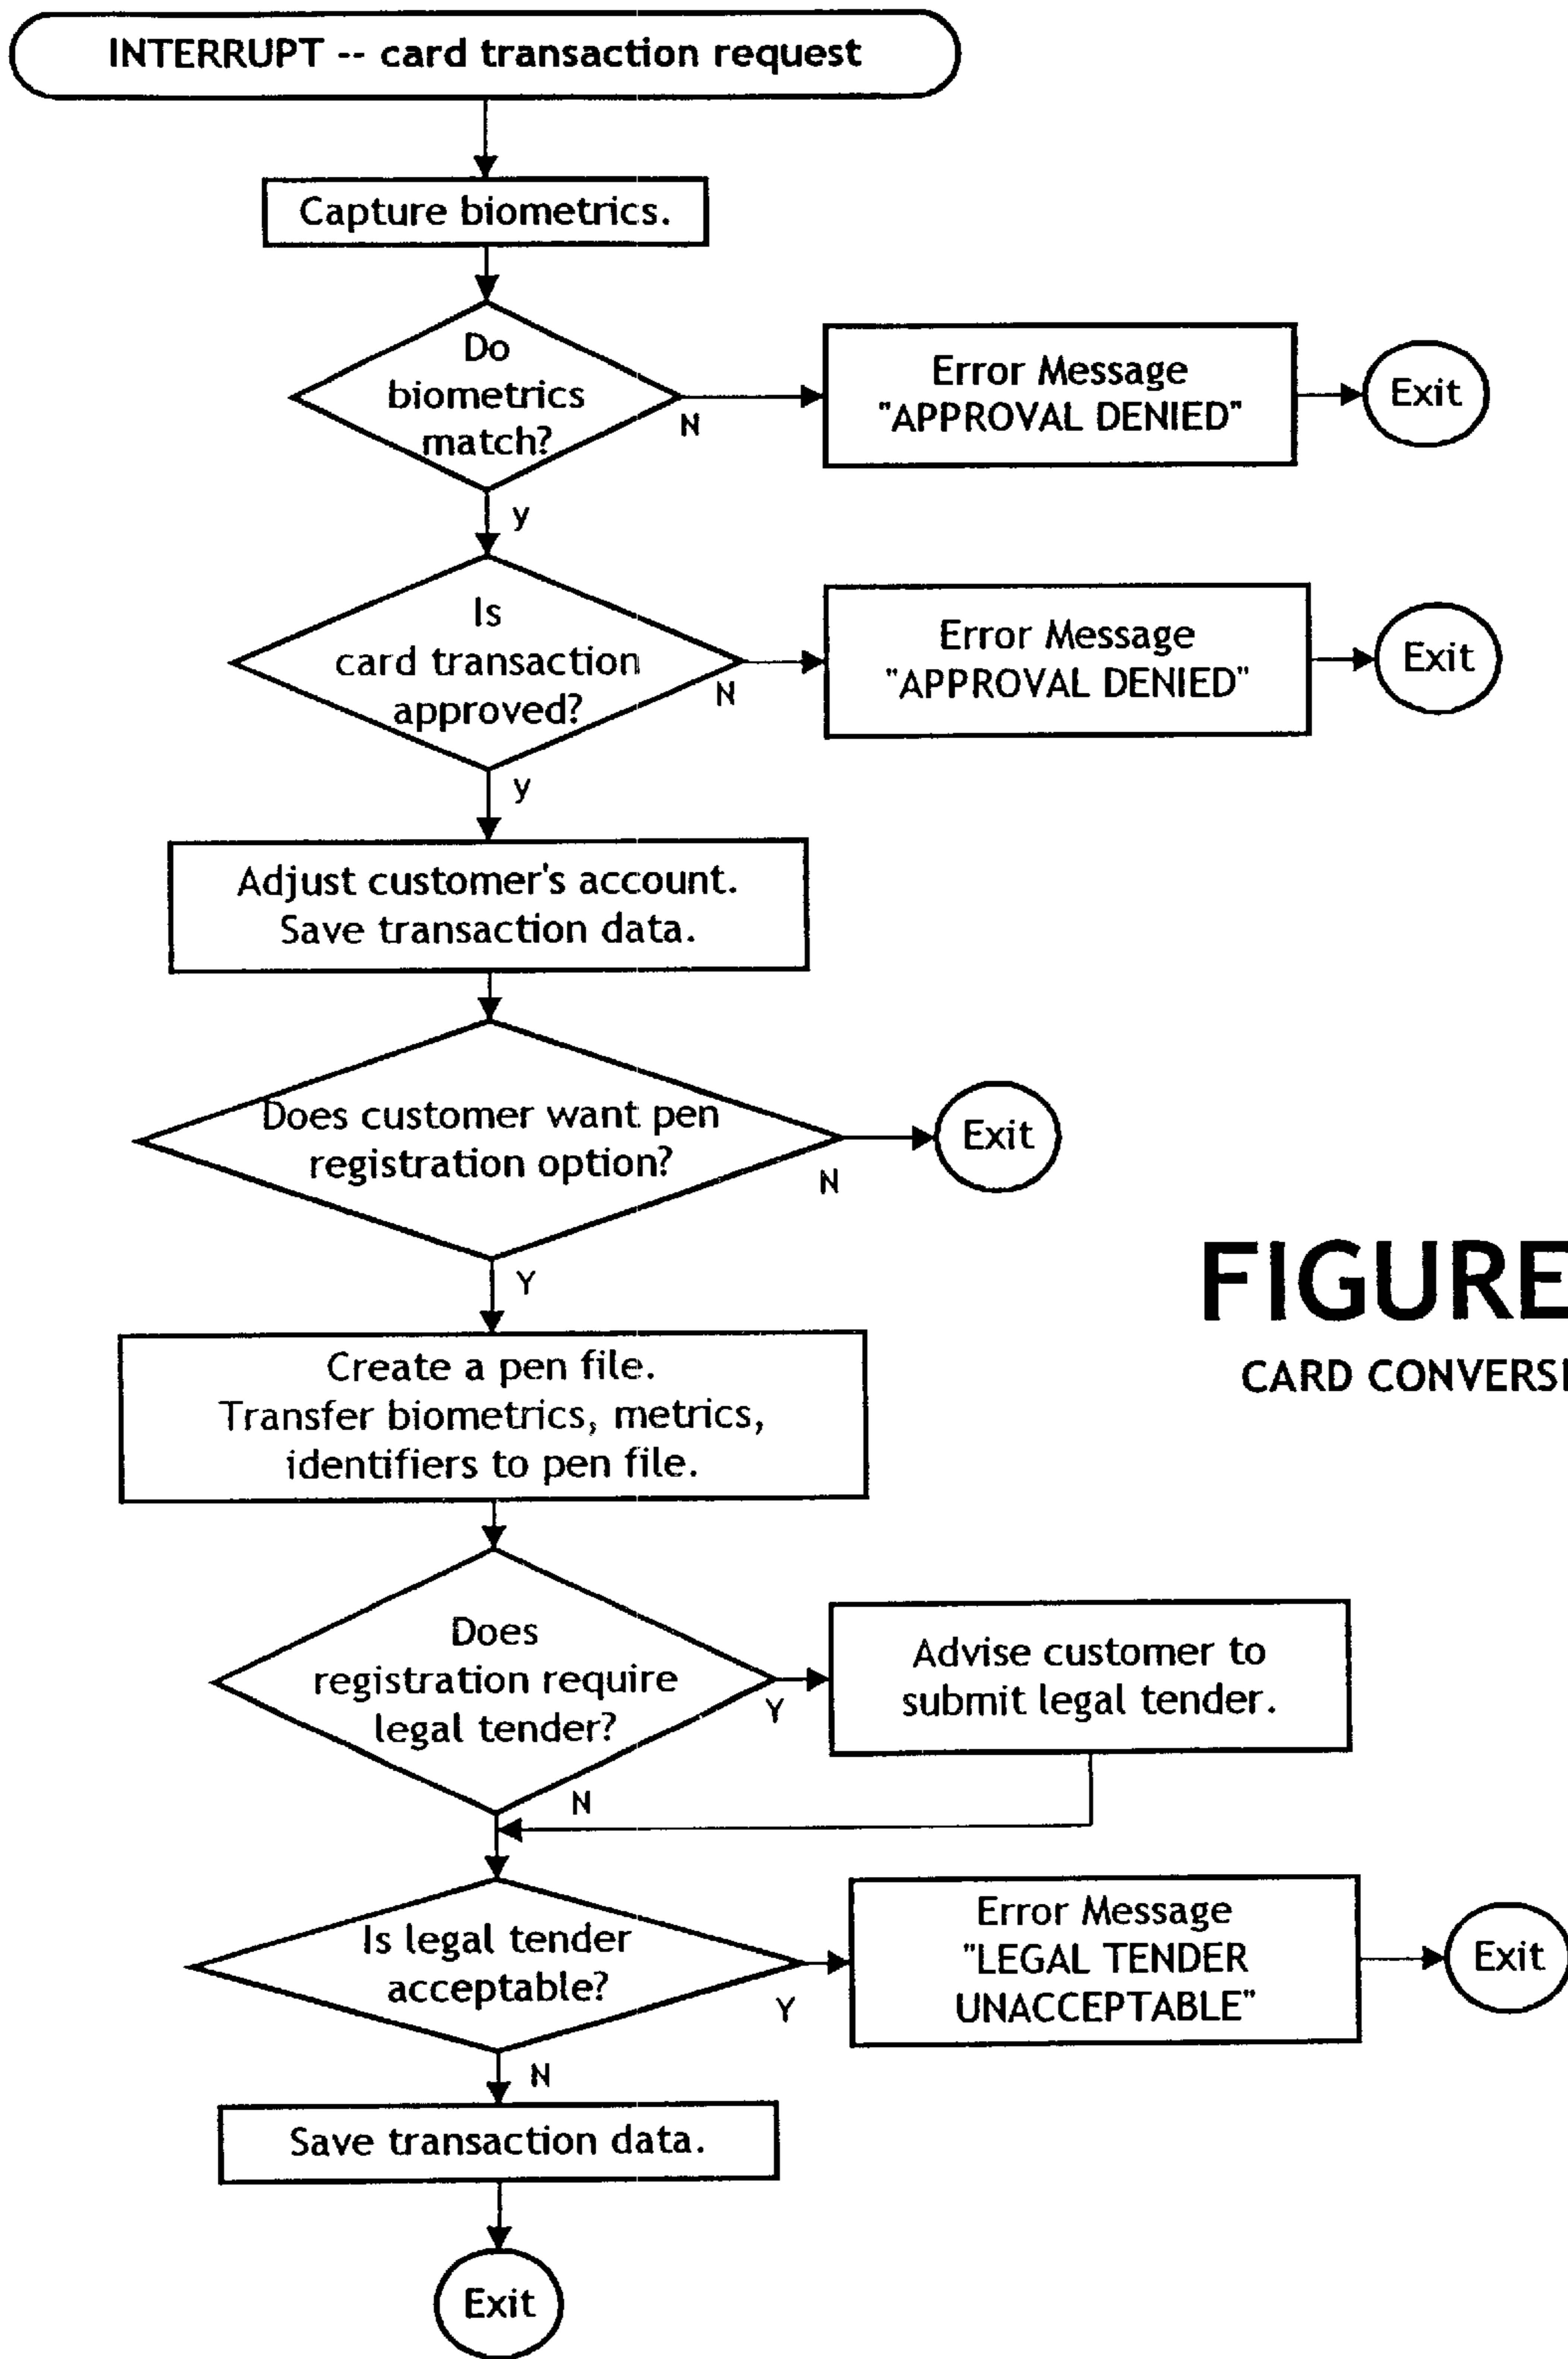 INTERRUPT -- card transaction request
Capture biometrics.
Do
biometrics
match?
N
Error Message
"APPROVAL DENIED"
Exit
y
Is
card transaction
approved?
N
Error Message
"APPROVAL DENIED"
Exit
y
Adjust customer's account.
Save transaction data.
Does customer want pen
registration option?
N
Exit
Y
FIGURE
CARD CONVERSI
Create a pen file.
Transfer biometrics, metrics,
identifiers to pen file.
Does
registration require
legal tender?
Y
Advise customer to
submit legal tender.
N
Is legal tender
acceptable?
Y
Error Message
"LEGAL TENDER
UNACCEPTABLE"
Exit
N
Save transaction data.
Exit